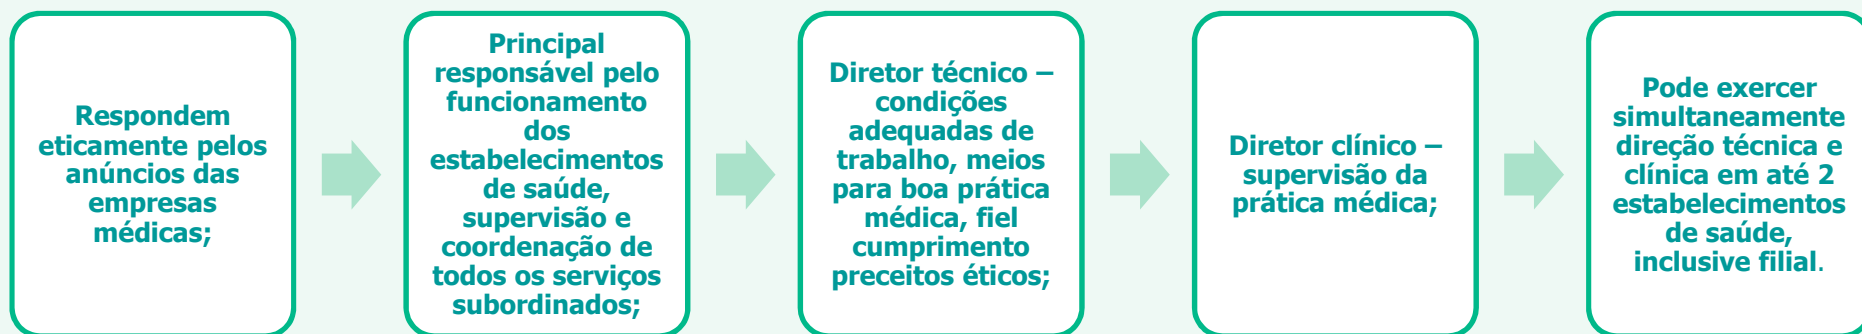 Respondem
eticamente pelos
anúncios das
empresas
médicas;
Principal
responsável pelo
funcionamento
dos
estabelecimentos
de saúde,
supervisão e
coordenação de
todos os serviços
subordinados;
Diretor técnico –
condições
adequadas de
trabalho, meios
para boa prática
médica, fiel
cumprimento
preceitos éticos;
Diretor clínico –
supervisão da
prática médica;
Pode exercer
simultaneamente
direção técnica e
clínica em até 2
estabelecimentos
de saúde,
inclusive filial.